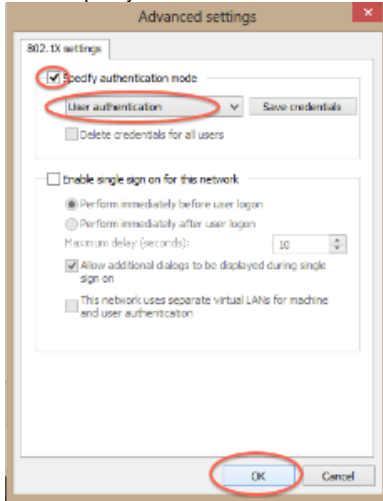 Advanced settings
802.1X settings
Specify authentication mode
User authentication
Save credentials
Delete credentials for all users
Enable single sign on for this network
Perform immediately before user logon
Perform immediately after user logon
Maximum delay (seconds):
10
Allow additional dialogs to be displayed during single
sign on
This network uses separate virtual LANs for machine
and user authentication
OK
Cancel